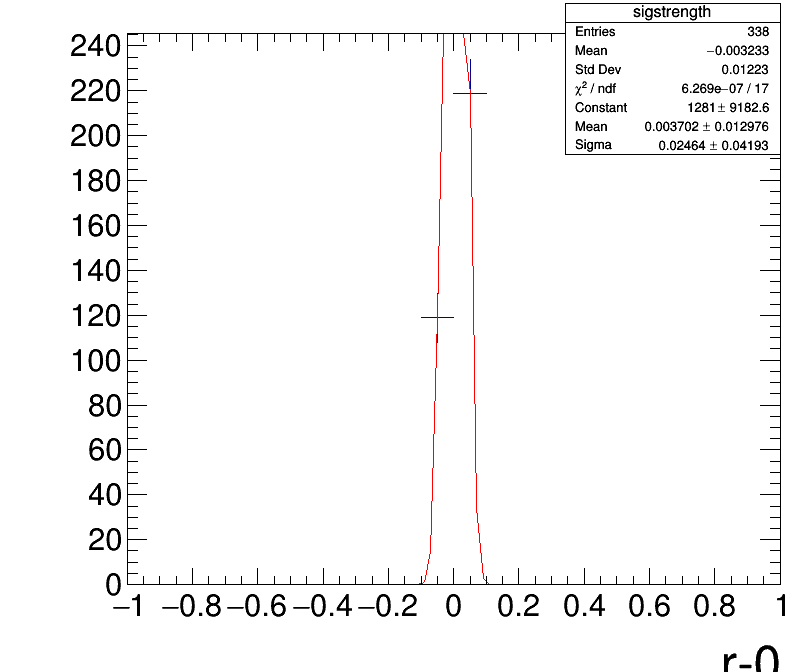 sigstrength
Entries 338
Mean −0.003233
Std Dev 0.01223
χ² / ndf 6.269e−07 / 17
Constant 1281 ± 9182.6
Mean 0.003702 ± 0.012976
Sigma 0.02464 ± 0.04193
240
220
200
180
160
140
120
100
80
60
40
20
0
−1 −0.8 −0.6 −0.4 −0.2 0 0.2 0.4 0.6 0.8 1
r-0